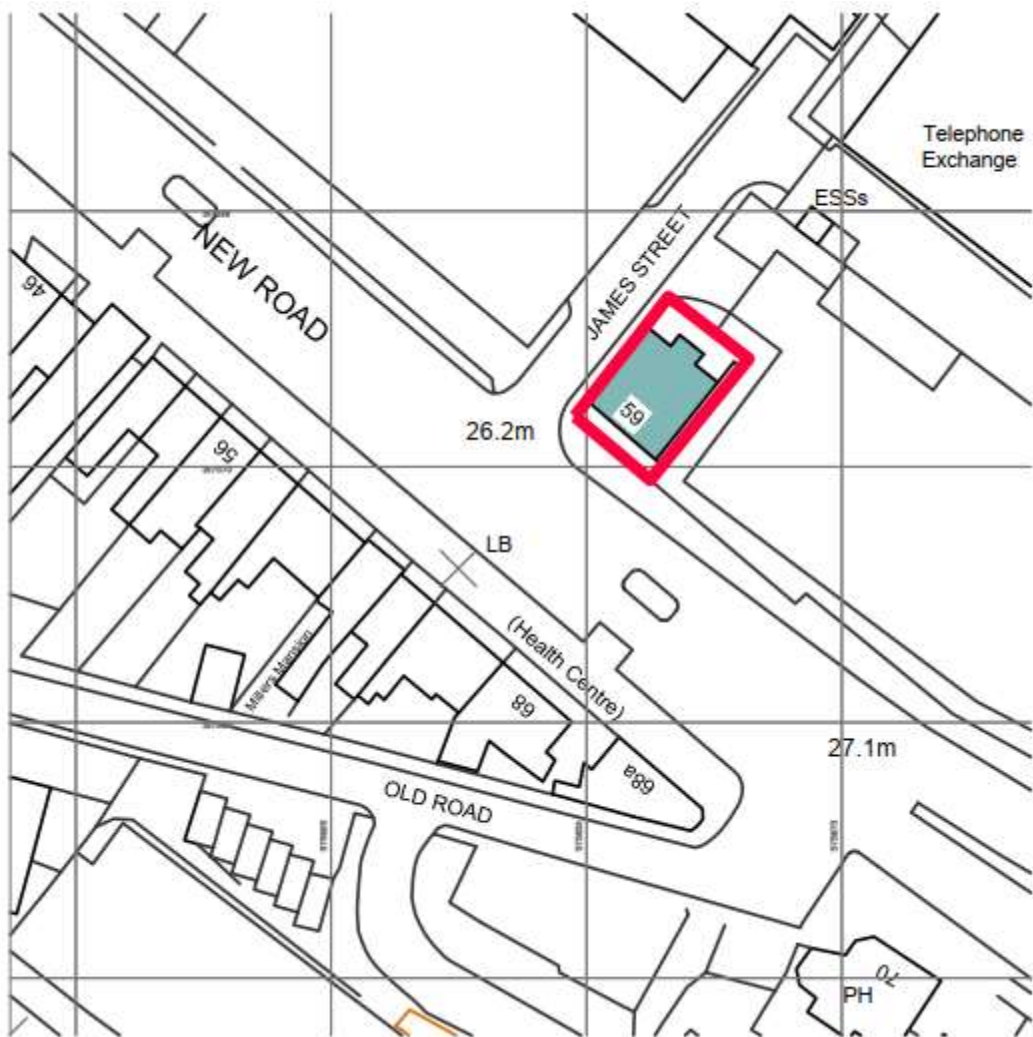 Telephone
Exchange
ESSs
NEW ROAD
JAMES STREET
46
59
26.2m
56
LB
(Health Centre)
Millers Mansion
68
27.1m
68a
OLD ROAD
70
PH